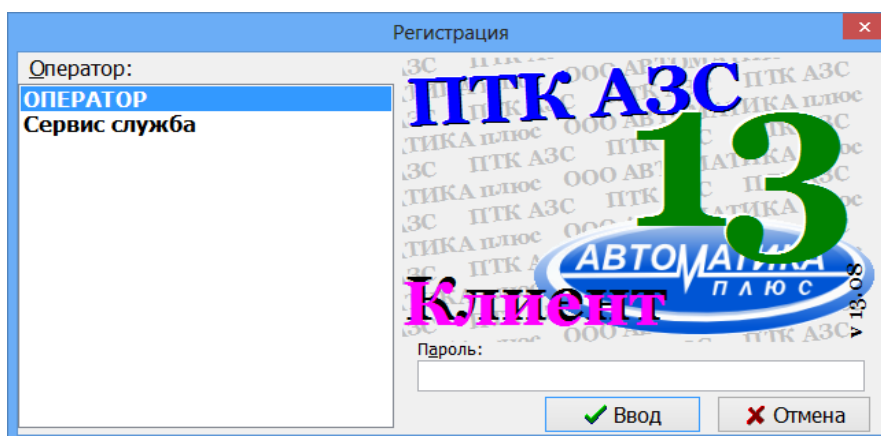 Регистрация
Оператор:
ОПЕРАТОР
Сервис служба
ПТК АЗС
13
АВТОМАТИКА
ПЛЮС
Клиент
v 13.08
Пароль:
Ввод
Отмена